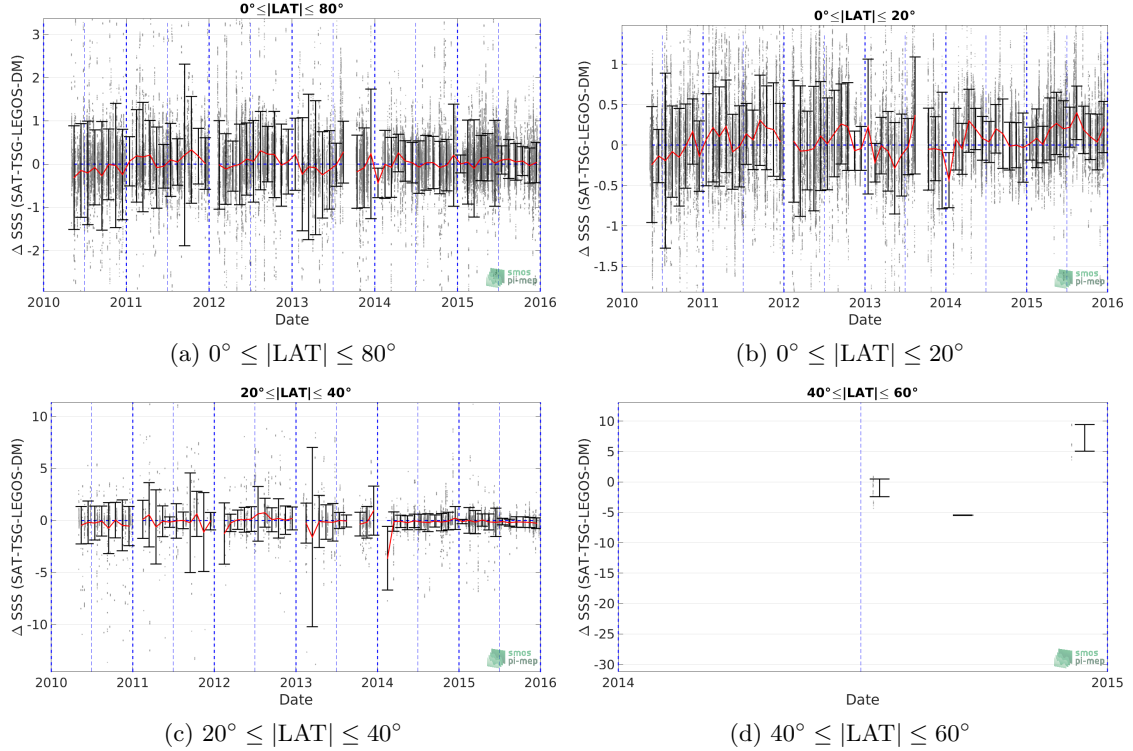 0°≤|LAT|≤ 80°
Δ SSS (SAT-TSG-LEGOS-DM)
3
2
1
0
-1
-2
smos
pi-mep
2010 2011 2012 2013 2014 2015 2016
Date
(a) 0° ≤ |LAT| ≤ 80°
0°≤|LAT|≤ 20°
Δ SSS (SAT-TSG-LEGOS-DM)
1
0.5
0
-0.5
-1
-1.5
smos
pi-mep
2010 2011 2012 2013 2014 2015 2016
Date
(b) 0° ≤ |LAT| ≤ 20°
20°≤|LAT|≤ 40°
Δ SSS (SAT-TSG-LEGOS-DM)
10
5
0
-5
-10
smos
pi-mep
2010 2011 2012 2013 2014 2015 2016
Date
(c) 20° ≤ |LAT| ≤ 40°
40°≤|LAT|≤ 60°
Δ SSS (SAT-TSG-LEGOS-DM)
10
5
0
-5
-10
-15
-20
-25
-30
smos
pi-mep
2014 2015
Date
(d) 40° ≤ |LAT| ≤ 60°